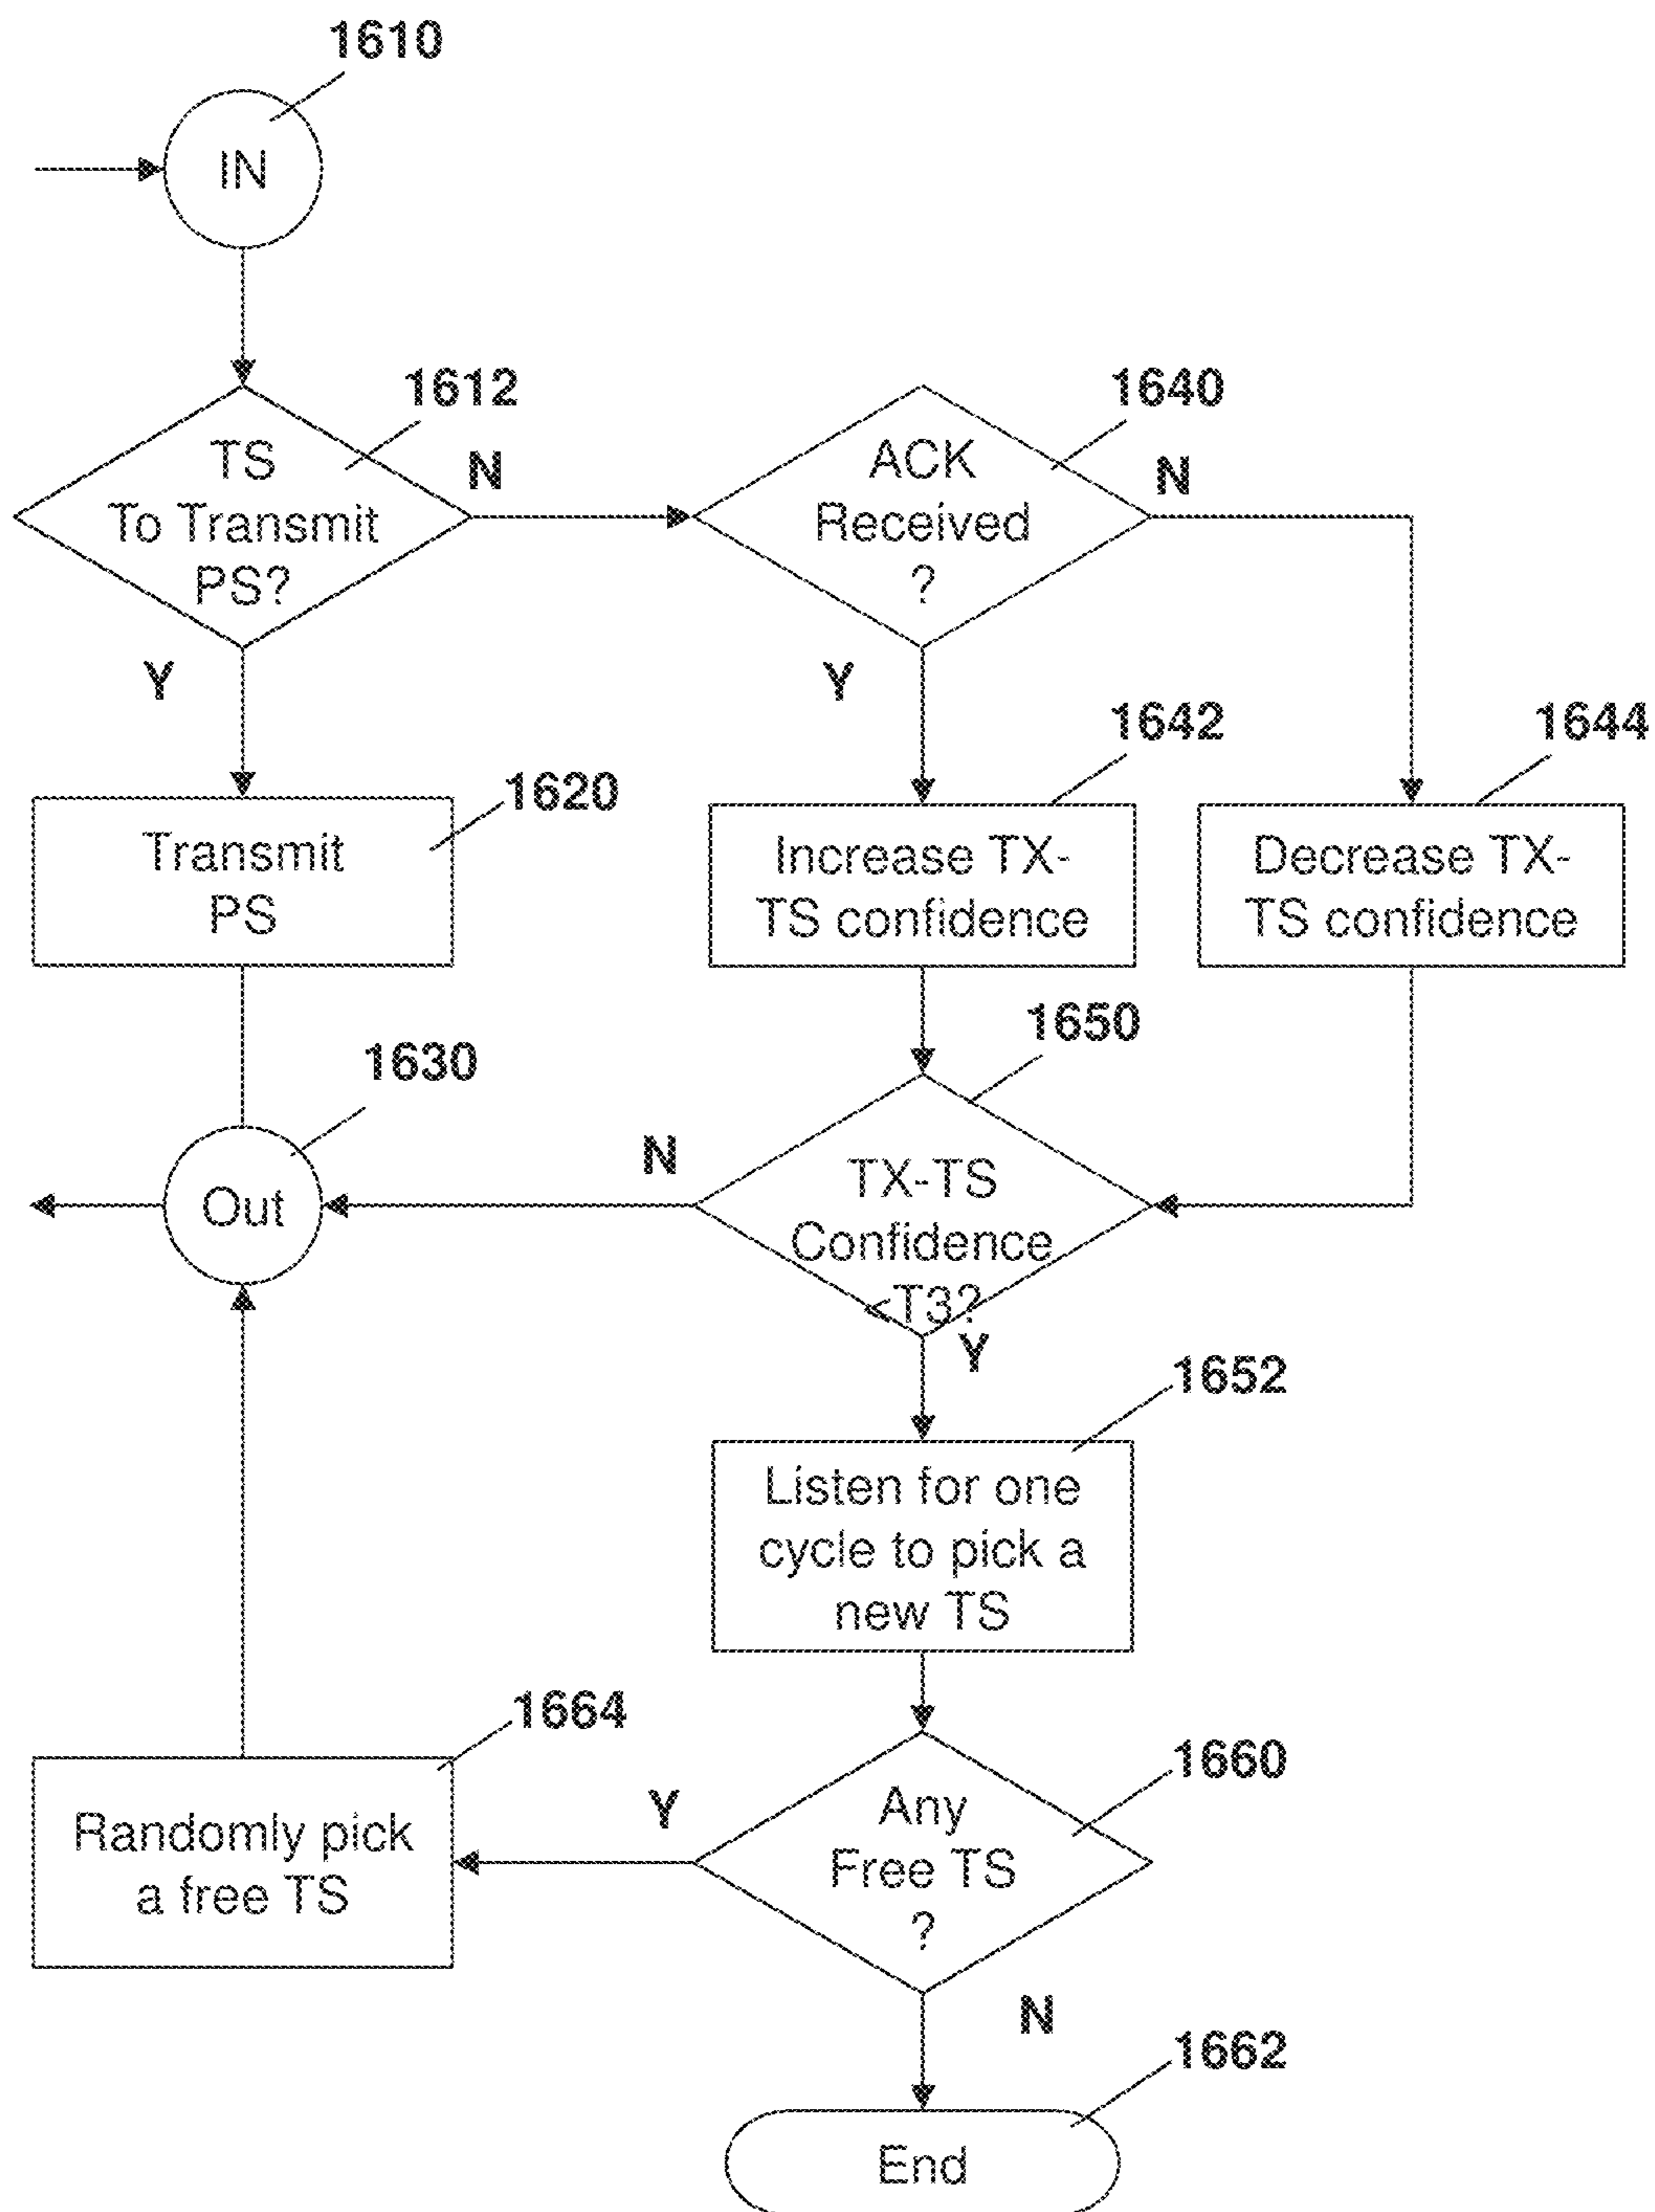 1610
IN
1612
TS
To Transmit
PS?
N
Y
1640
ACK
Received
?
N
Y
1620
Transmit
PS
1642
Increase TX-
TS confidence
1644
Decrease TX-
TS confidence
1630
Out
1650
TX-TS
Confidence
<T3?
N
Y
1652
Listen for one
cycle to pick a
new TS
1664
Randomly pick
a free TS
1660
Any
Free TS
?
Y
N
1662
End